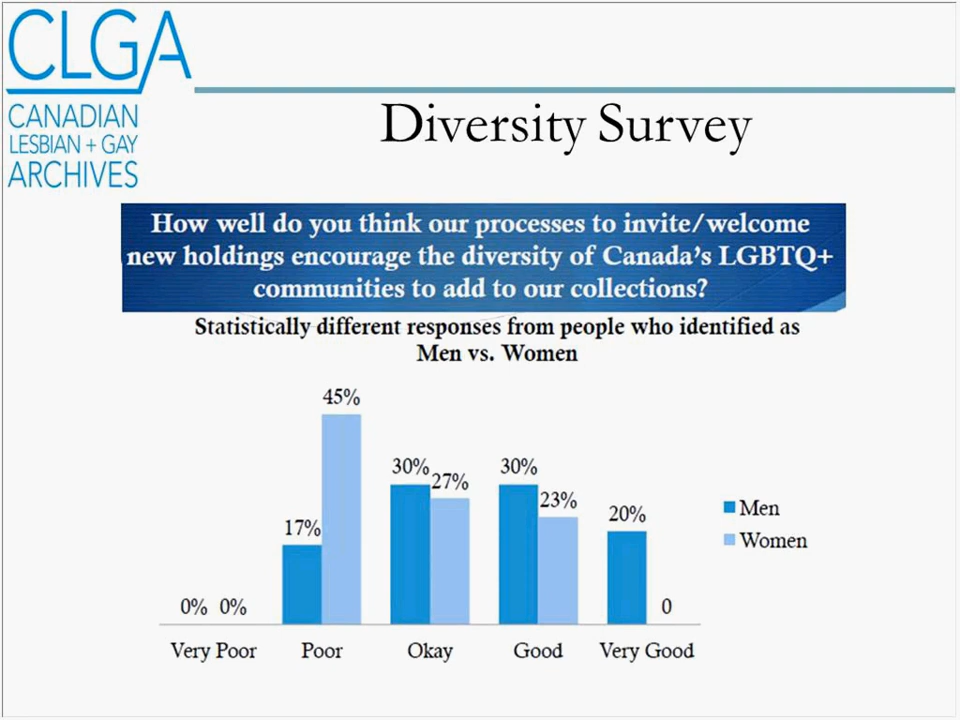 CLGA
CANADIAN
LESBIAN + GAY
ARCHIVES
Diversity Survey
How well do you think our processes to invite/welcome
new holdings encourage the diversity of Canada's LGBTQ+
communities to add to our collections?
Statistically different responses from people who identified as
Men vs. Women
45%
30%
27%
30%
23%
20%
17%
0% 0%
0
Men
Women
Very Poor Poor Okay Good Very Good